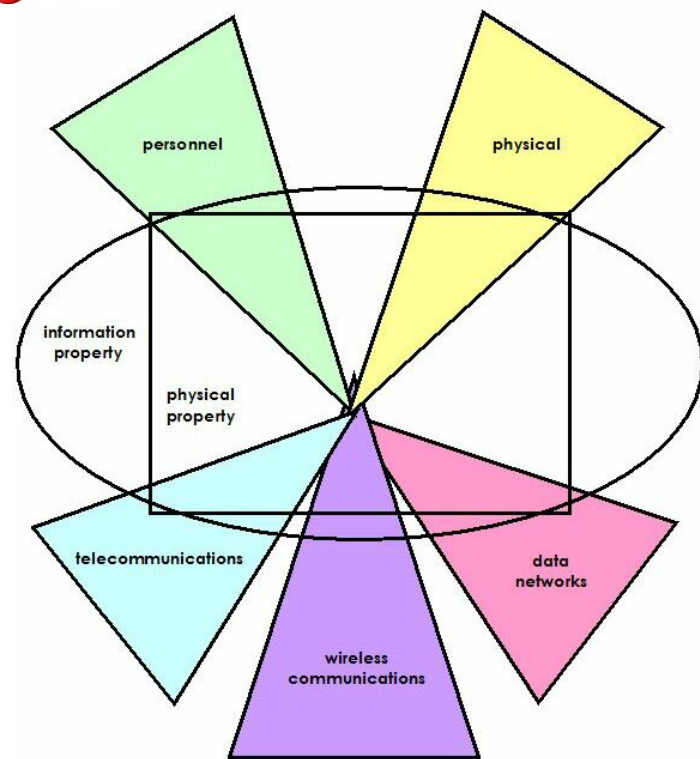 personnel
physical
information
property
physical
property
telecommunications
data
networks
wireless
communications